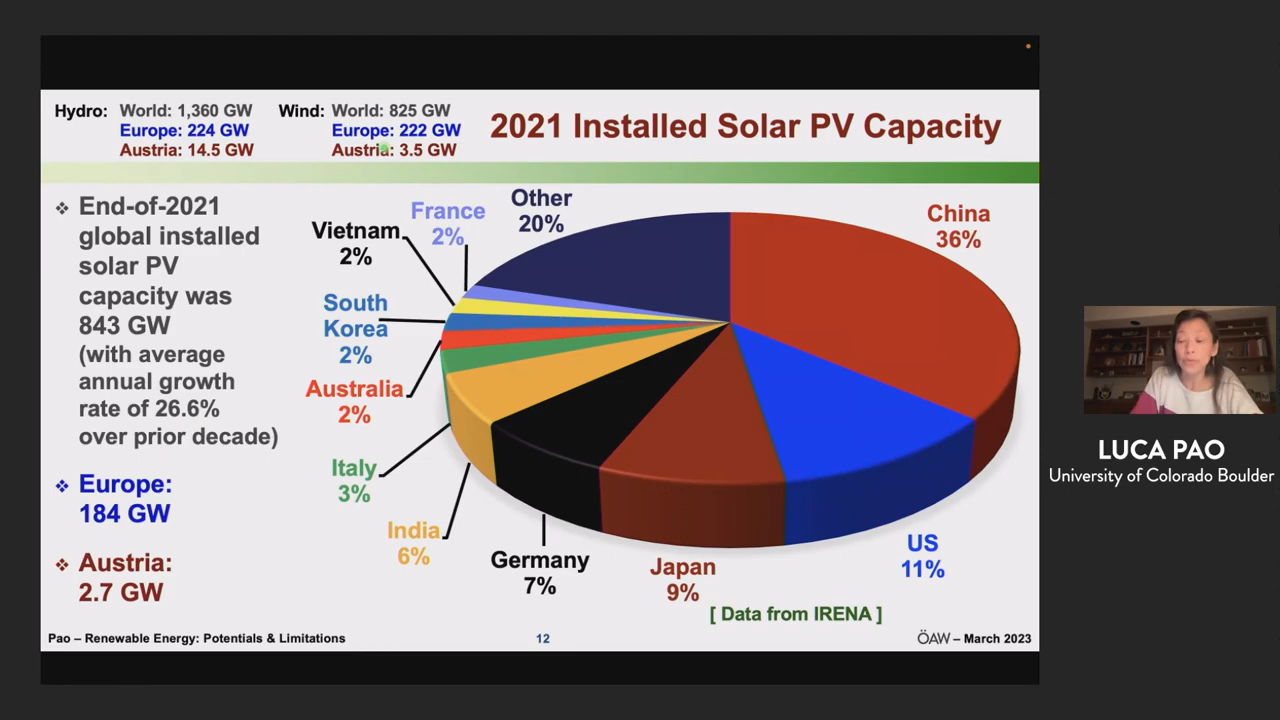 Hydro: World: 1,360 GW
Europe: 224 GW
Austria: 14.5 GW
Wind: World: 825 GW
Europe: 222 GW
Austria: 3.5 GW
2021 Installed Solar PV Capacity
❖ End-of-2021
global installed
solar PV
capacity was
843 GW
(with average
annual growth
rate of 26.6%
over prior decade)
❖ Europe:
184 GW
❖ Austria:
2.7 GW
Other
20%
France
2%
Vietnam
2%
South
Korea
2%
Australia
2%
Italy
3%
India
6%
Germany
7%
Japan
9%
US
11%
China
36%
[ Data from IRENA ]
Pao – Renewable Energy: Potentials & Limitations
12
ÖAW – March 2023
LUCA PAO
University of Colorado Boulder